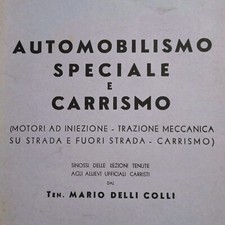 AUTOMOBILISMO
SPECIALE
E
CARRISMO
(MOTORI AD INIEZIONE - TRAZIONE MECCANICA
SU STRADA E FUORI STRADA - CARRISMO)
SINOSSI DELLE LEZIONI TENUTE
AGLI ALLIEVI UFFICIALI CARRISTI
DAL
TEN. MARIO DELLI COLLI